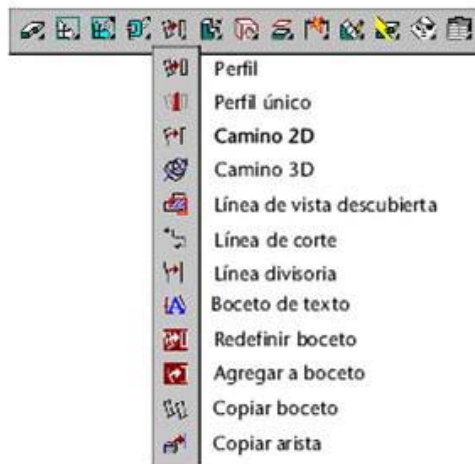 Perfil
Perfil único
Camino 2D
Camino 3D
Línea de vista descubierta
Línea de corte
Línea divisoria
Boceto de texto
Redefinir boceto
Agregar a boceto
Copiar boceto
Copiar arista